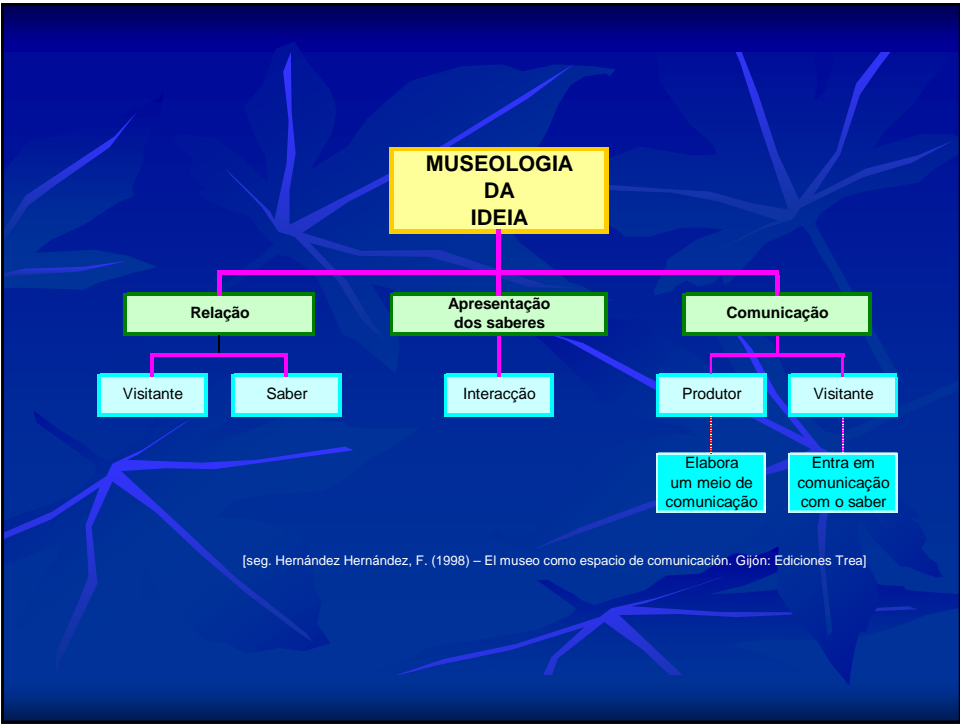 MUSEOLOGIA
DA
IDEIA
Relação
Apresentação
dos saberes
Comunicação
Visitante
Saber
Interacção
Produtor
Visitante
Elabora
um meio de
comunicação
Entra em
comunicação
com o saber
[seg. Hernández Hernández, F. (1998) – El museo como espacio de comunicación. Gijón: Ediciones Trea]